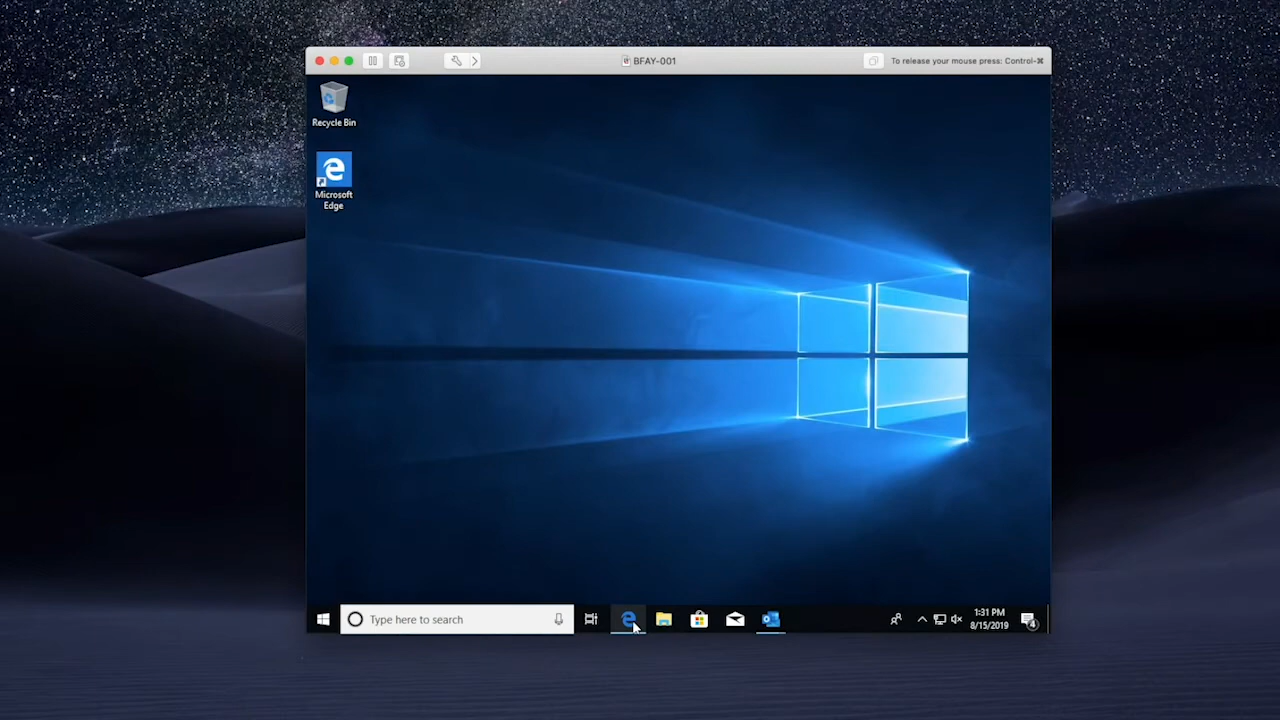 BFAY-001
To release your mouse press: Control-⌘
Recycle Bin
Microsoft
Edge
Type here to search
1:31 PM
8/15/2019
4